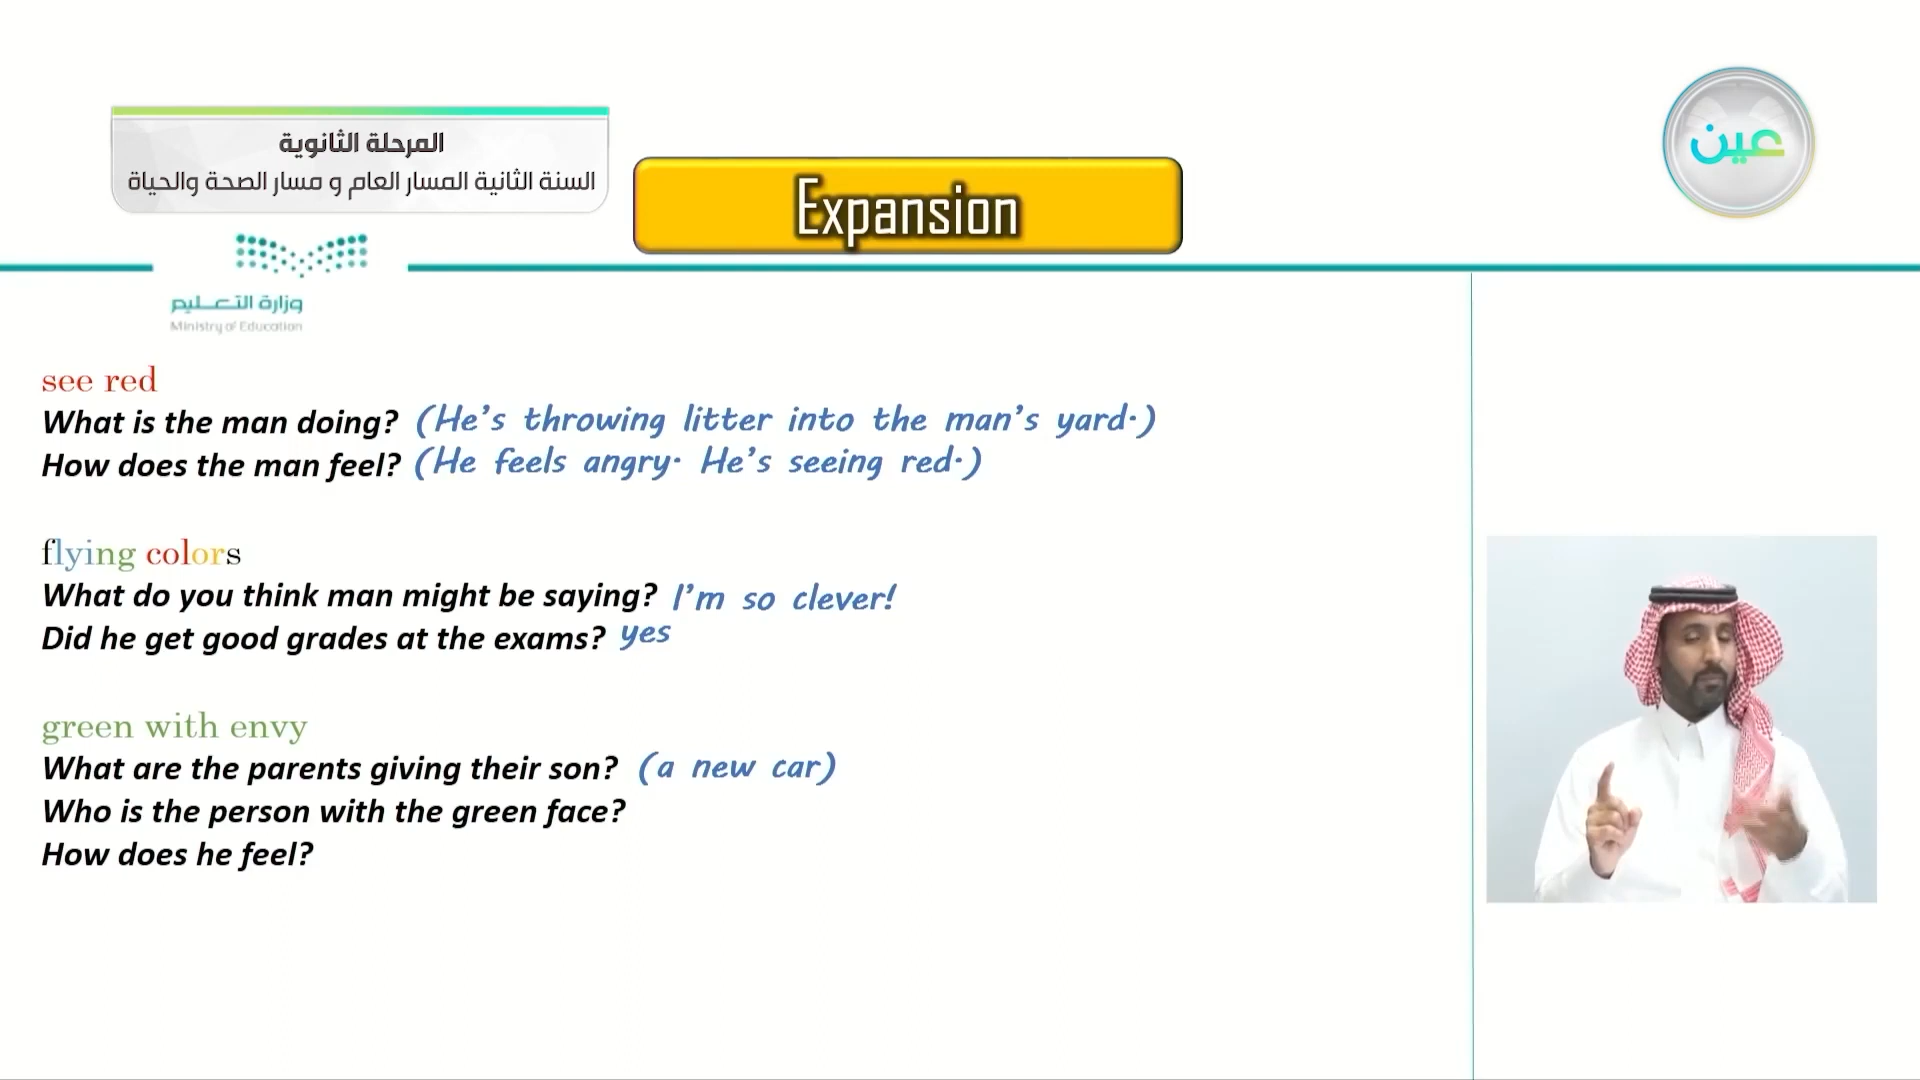 المرحلة الثانوية
السنة الثانية المسار العام و مسار الصحة والحياة
عين
Expansion
وزارة التعليم
Ministry of Education
see red
What is the man doing? (He's throwing litter into the man's yard.)
How does the man feel? (He feels angry. He's seeing red.)
flying colors
What do you think man might be saying? I'm so clever!
Did he get good grades at the exams? yes
green with envy
What are the parents giving their son? (a new car)
Who is the person with the green face?
How does he feel?